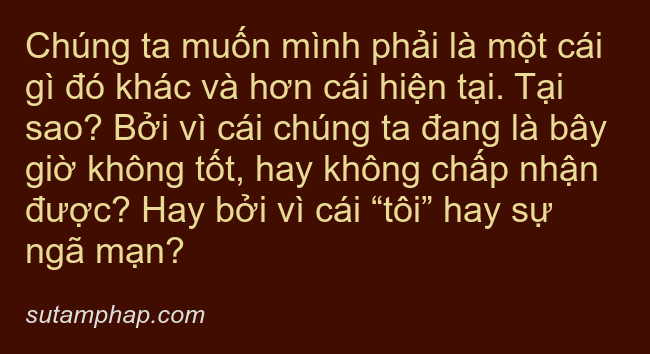 Chúng ta muốn mình phải là một cái
gì đó khác và hơn cái hiện tại. Tại
sao? Bởi vì cái chúng ta đang là bây
giờ không tốt, hay không chấp nhận
được? Hay bởi vì cái “tôi” hay sự
ngã mạn?
sutamphap.com